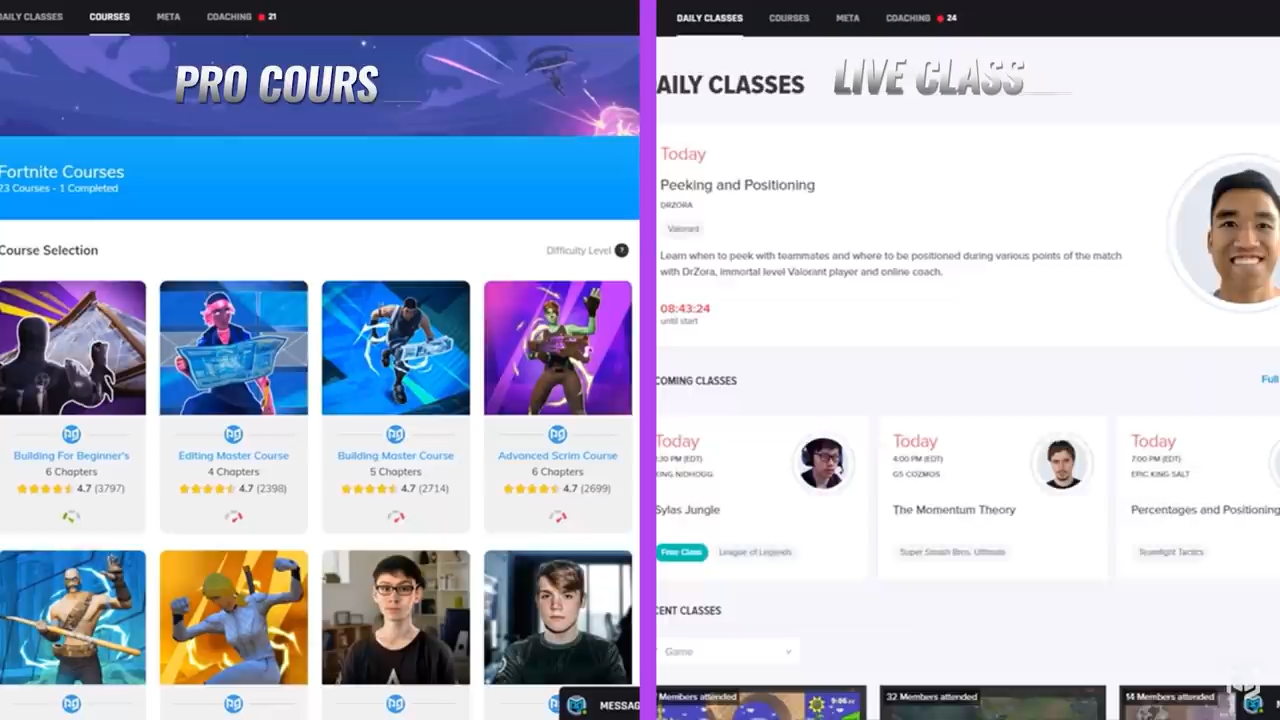 DAILY CLASSES
COURSES
META
COACHING
21
PRO COURS
Fortnite Courses
23 Courses - 1 Completed
Course Selection
Difficulty Level ?
Building For Beginner's
6 Chapters
4.7 (3797)
Editing Master Course
4 Chapters
4.7 (2398)
Building Master Course
5 Chapters
4.7 (2714)
Advanced Scrim Course
6 Chapters
4.7 (2699)
MESSAG
DAILY CLASSES
COURSES
META
COACHING
24
AILY CLASSES
LIVE CLASS
Today
Peeking and Positioning
DRZORA
Valorant
Learn when to peek with teammates and where to be positioned during various points of the match
with DrZora, immortal level Valorant player and online coach.
08:43:24
until start
COMING CLASSES
Full
Today
:30 PM (EDT)
KING NIDHOGG
Sylas Jungle
Free Class
League of Legends
Today
4:00 PM (EDT)
G5 COZMOS
The Momentum Theory
Super Smash Bros. Ultimate
Today
7:00 PM (EDT)
EPIC KING SALT
Percentages and Positioning
Teamfight Tactics
CENT CLASSES
Game
Members attended
32 Members attended
14 Members attended